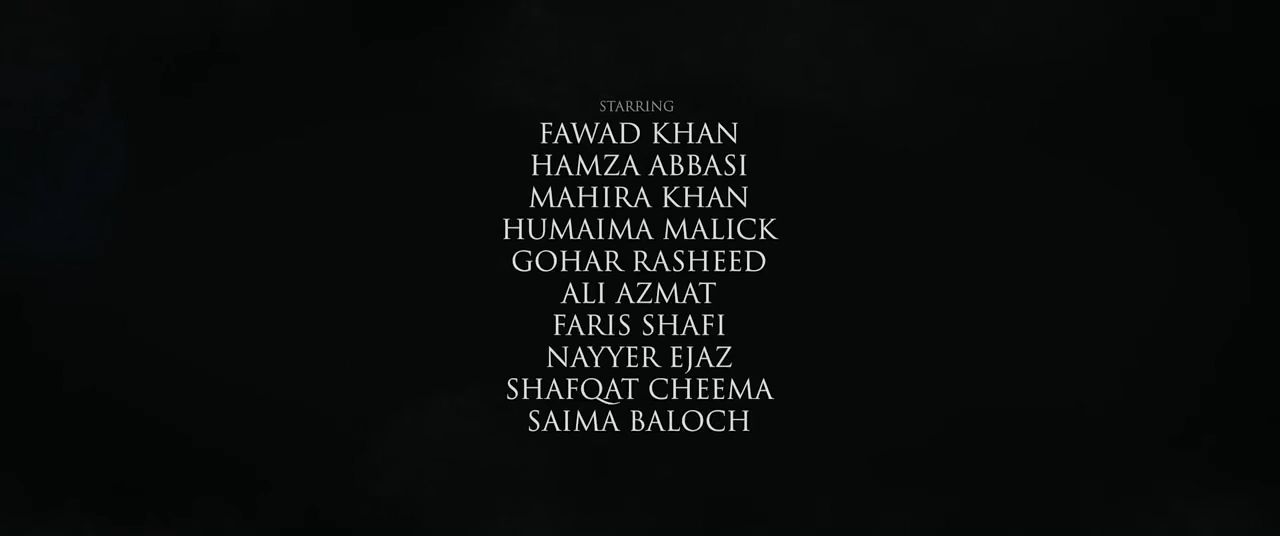 STARRING
FAWAD KHAN
HAMZA ABBASI
MAHIRA KHAN
HUMAIMA MALICK
GOHAR RASHEED
ALI AZMAT
FARIS SHAFI
NAYYER EJAZ
SHAFQAT CHEEMA
SAIMA BALOCH